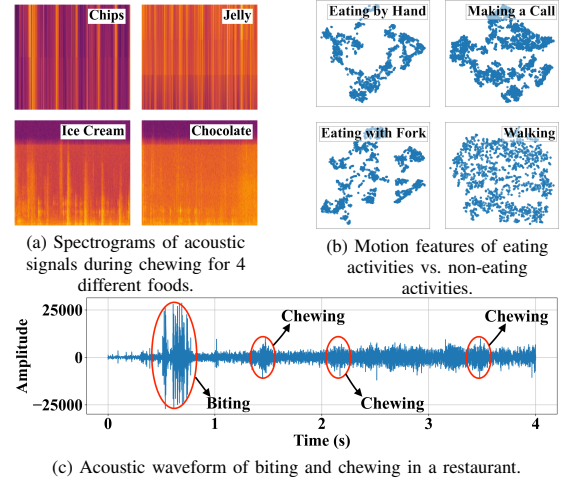 Chips
Jelly
Ice Cream
Chocolate
(a) Spectrograms of acoustic
signals during chewing for 4
different foods.
Eating by Hand
Making a Call
Eating with Fork
Walking
(b) Motion features of eating
activities vs. non-eating
activities.
Amplitude
25000
0
−25000
Biting
Chewing
Chewing
Chewing
0
1
2
3
4
Time (s)
(c) Acoustic waveform of biting and chewing in a restaurant.